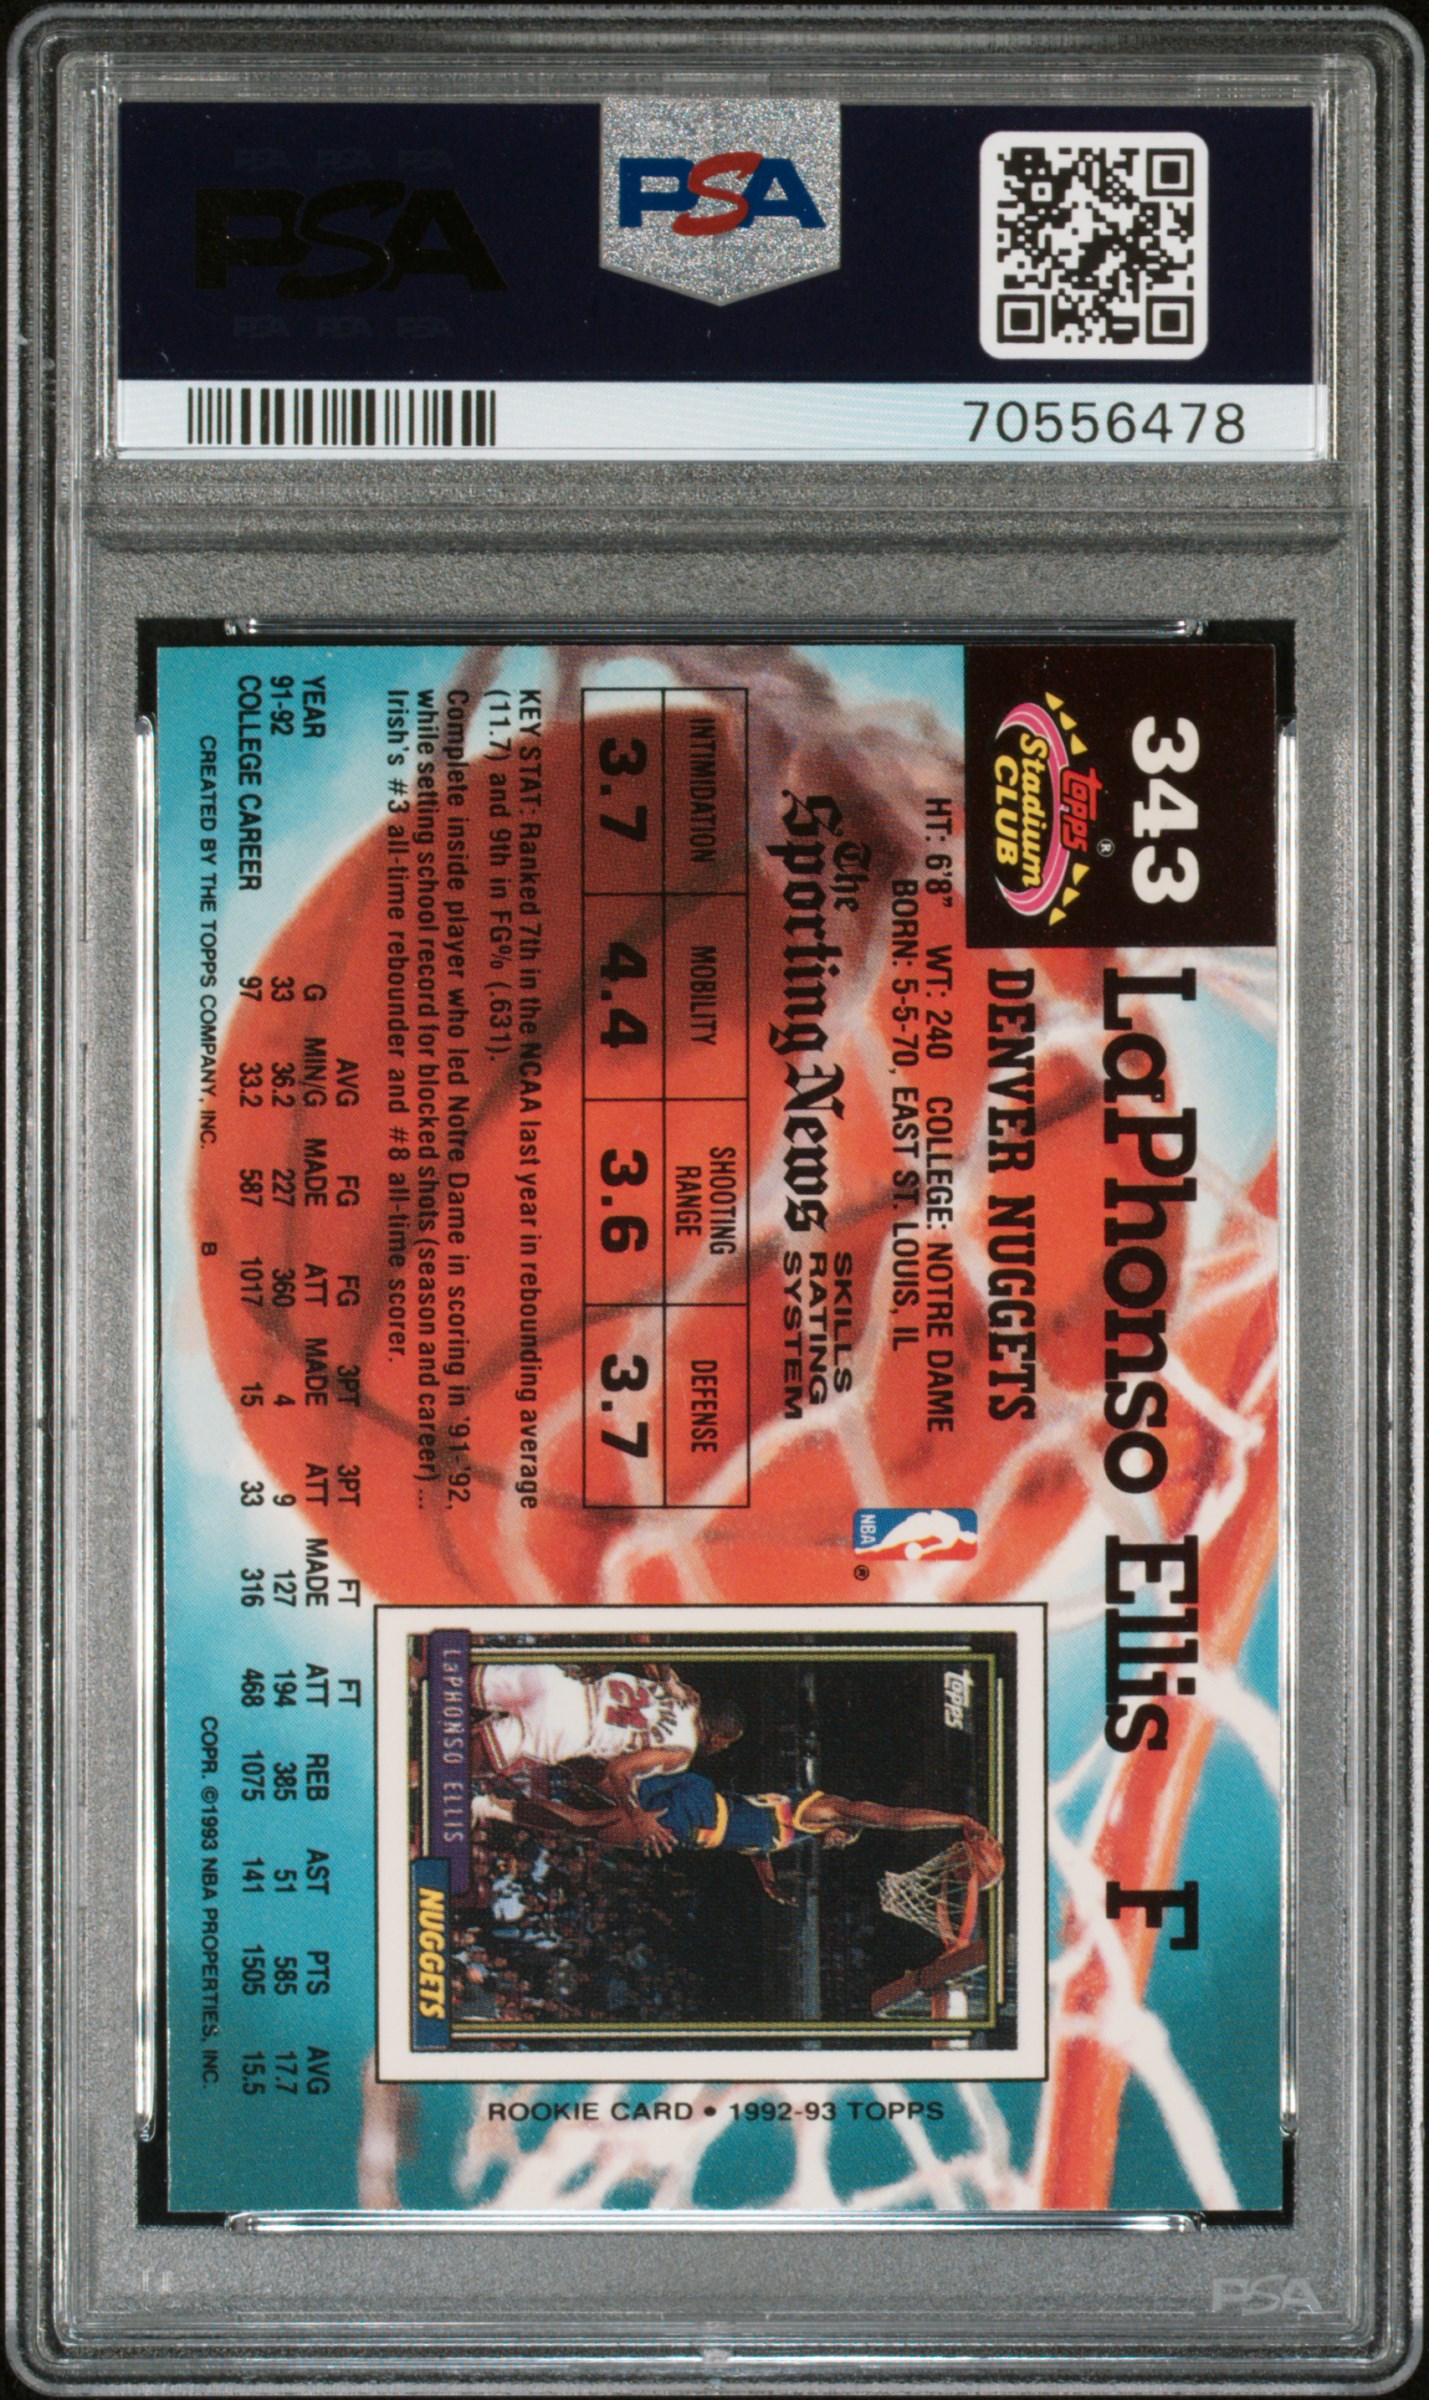 PSA
PSA PSA PSA
PSA
PSA PSA PSA
70556478
343
LaPhonso Ellis F
TOPPS®
Stadium
CLUB
DENVER NUGGETS
HT: 6'8" WT: 240 COLLEGE: NOTRE DAME
BORN: 5-5-70, EAST ST. LOUIS, IL
NBA ®
The
Sporting News
SKILLS
RATING
SYSTEM
INTIMIDATION MOBILITY SHOOTING RANGE DEFENSE
3.7 4.4 3.6 3.7
KEY STAT: Ranked 7th in the NCAA last year in rebounding average
(11.7) and 9th in FG% (.631).
Complete inside player who led Notre Dame in scoring in '91-'92,
while setting school record for blocked shots (season and career)...
Irish's #3 all-time rebounder and #8 all-time scorer.
AVG FG FG 3PT 3PT FT FT
YEAR G MIN/G MADE ATT MADE ATT MADE ATT REB AST PTS AVG
91-92 33 36.2 227 360 4 9 127 194 385 51 585 17.7
COLLEGE CAREER 97 33.2 587 1017 15 33 316 468 1075 141 1505 15.5
CREATED BY THE TOPPS COMPANY, INC. B COPR. ©1993 NBA PROPERTIES, INC.
TOPPS
24
LaPHONSO ELLIS
NUGGETS
ROOKIE CARD • 1992-93 TOPPS
PSA